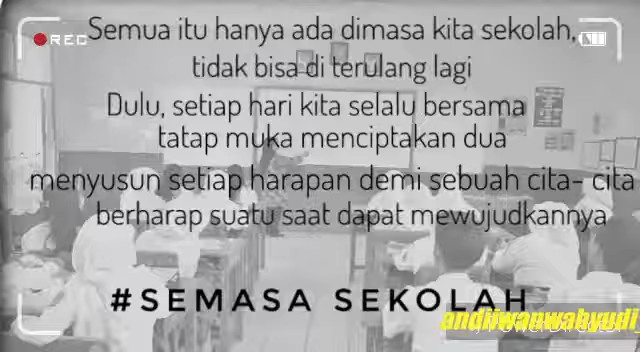 REC
Semua itu hanya ada dimasa kita sekolah,
tidak bisa di terulang lagi
Dulu, setiap hari kita selalu bersama
tatap muka menciptakan dua
menyusun setiap harapan demi sebuah cita- cita
berharap suatu saat dapat mewujudkannya
#SEMASA SEKOLAH
andiiwanwahyudi